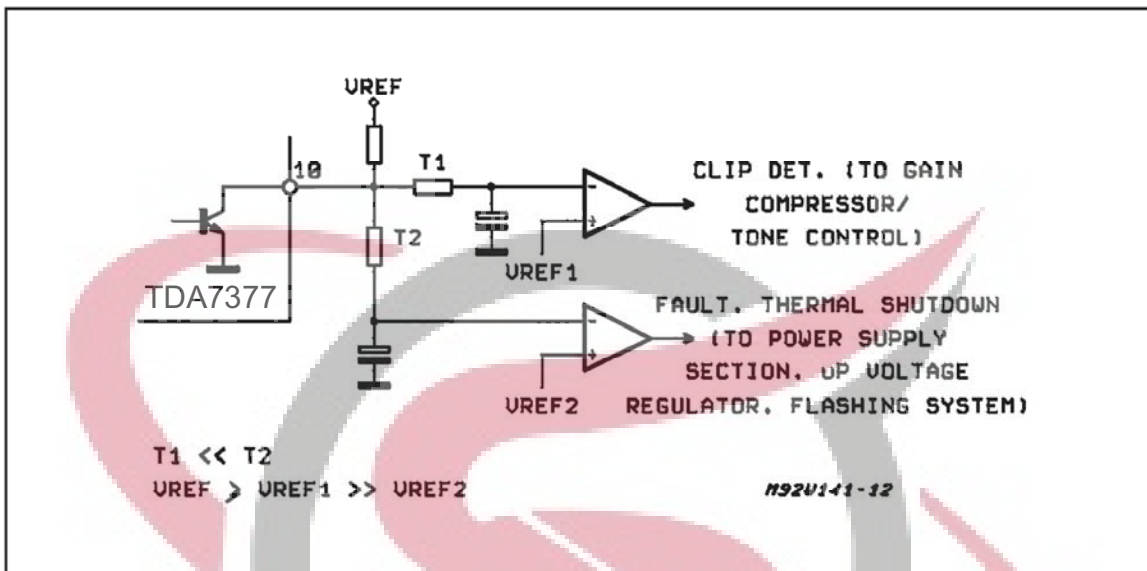 VREF
10
T1
CLIP DET. (TO GAIN
COMPRESSOR/
TONE CONTROL)
T2
VREF1
TDA7377
FAULT. THERMAL SHUTDOWN
(TO POWER SUPPLY
SECTION. µP VOLTAGE
REGULATOR. FLASHING SYSTEM)
VREF2
T1 << T2
VREF > VREF1 >> VREF2
M92V141-12